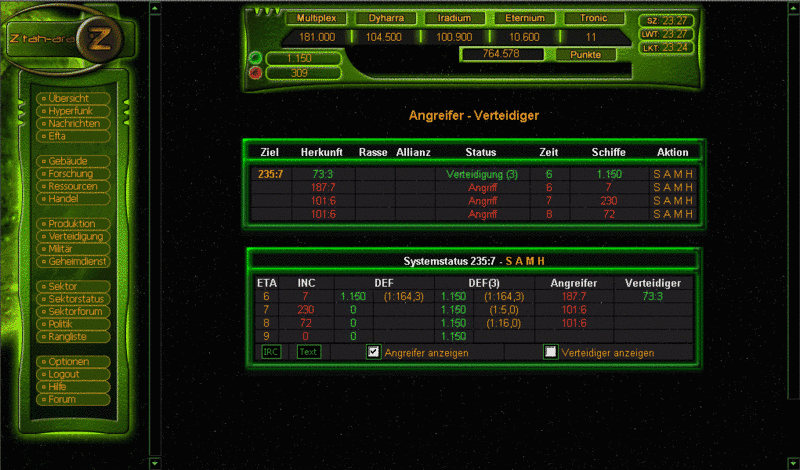 Z'tah-ara Z
Multiplex Dyharra Iradium Eternium Tronic
181.000 104.500 100.900 10.600 11
SZ: 23:27
LWT: 23:27
LKT: 23:24
764.578 Punkte
1.150
309
Übersicht
Hyperfunk
Nachrichten
Efta
Gebäude
Forschung
Ressourcen
Handel
Produktion
Verteidigung
Militär
Geheimdienst
Sektor
Sektorstatus
Sektorforum
Politik
Rangliste
Optionen
Logout
Hilfe
Forum
Angreifer - Verteidiger
Ziel Herkunft Rasse Allianz Status Zeit Schiffe Aktion
235:7 73:3 Verteidigung (3) 6 1.150 S A M H
187:7 Angriff 6 7 S A M H
101:6 Angriff 7 230 S A M H
101:6 Angriff 8 72 S A M H
Systemstatus 235:7 - S A M H
ETA INC DEF DEF(3) Angreifer Verteidiger
6 7 1.150 (1:164,3) 1.150 (1:164,3) 187:7 73:3
7 230 0 1.150 (1:5,0) 101:6
8 72 0 1.150 (1:16,0) 101:6
9 0 0 1.150
IRC Text Angreifer anzeigen Verteidiger anzeigen